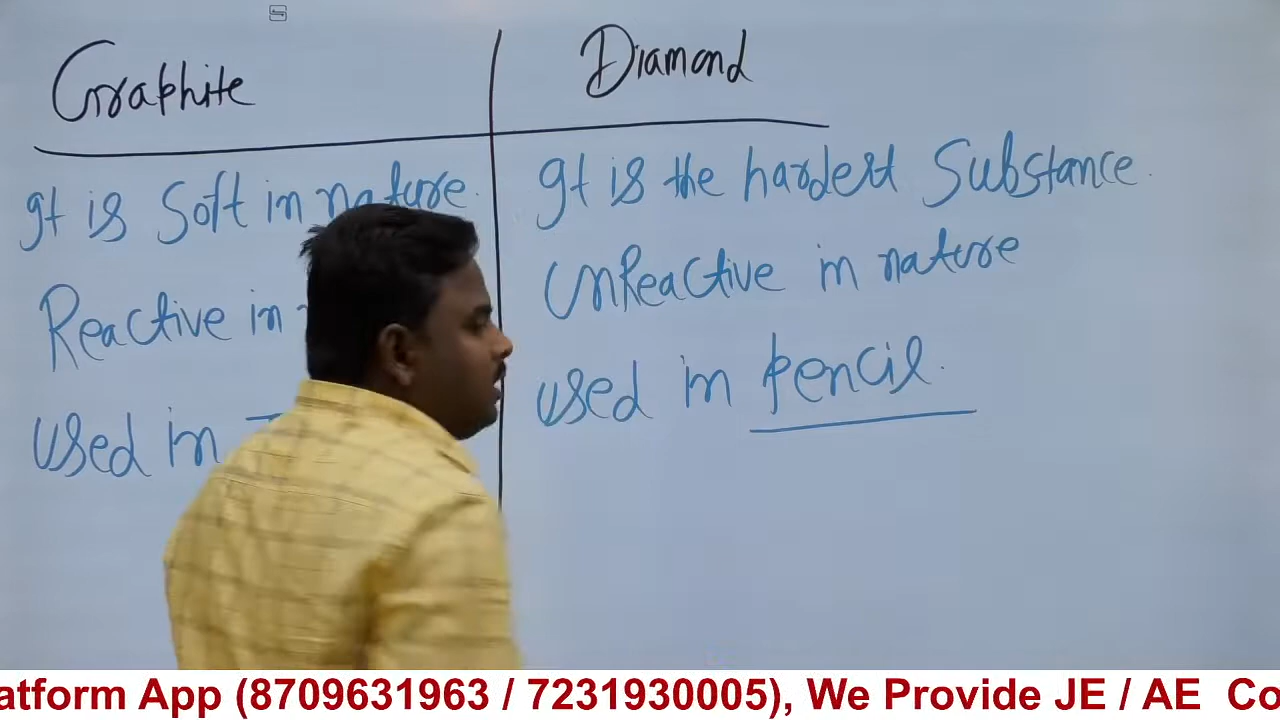 Graphite
Diamond
It is Soft in nature.
Reactive in
used in
It is the hardest Substance.
UnReactive in nature
used in pencil.
atform App (8709631963 / 7231930005), We Provide JE / AE Co